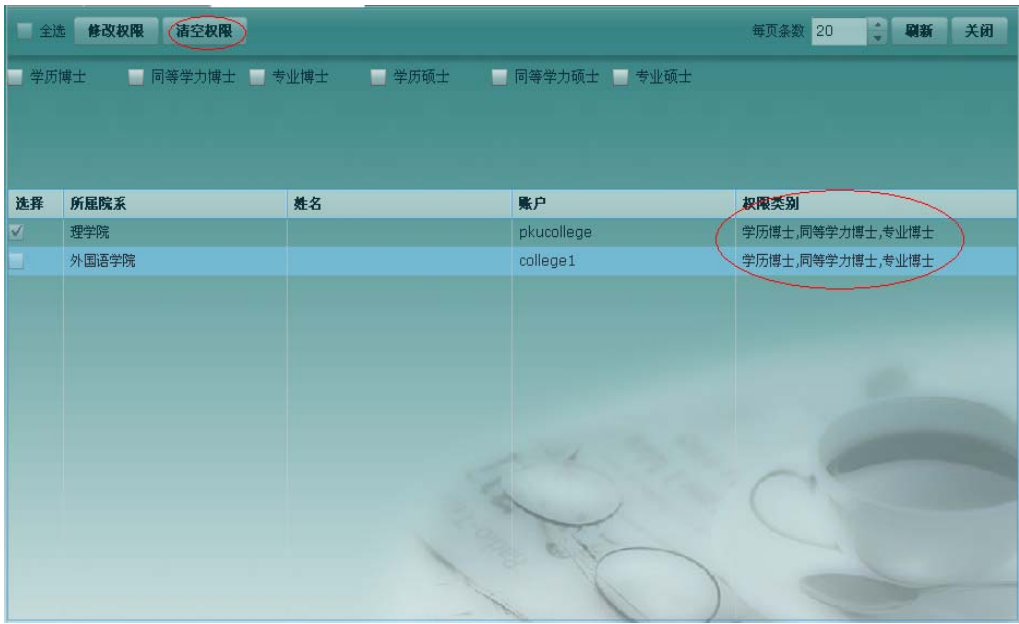 全选 修改权限 清空权限 每页条数 20 刷新 关闭
学历博士 同等学力博士 专业博士 学历硕士 同等学力硕士 专业硕士
选择 所属院系 姓名 账户 权限类别
理学院 pkucollege 学历博士,同等学力博士,专业博士
外国语学院 college1 学历博士,同等学力博士,专业博士